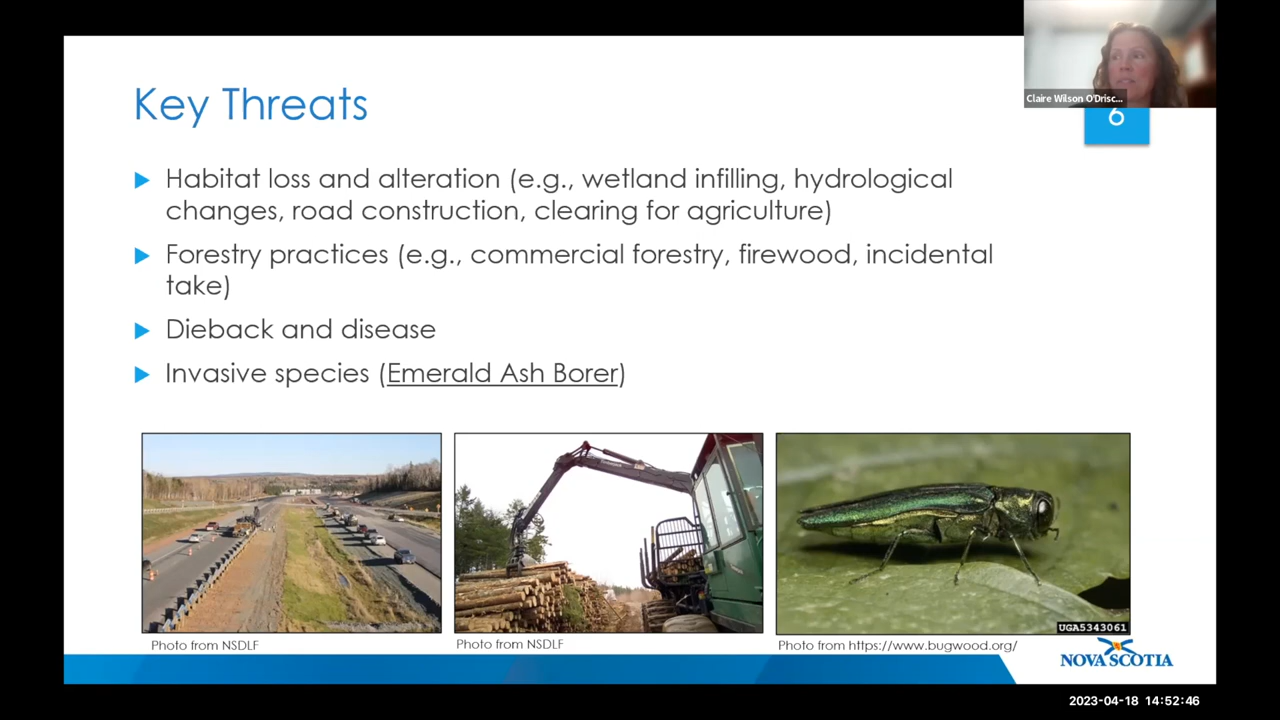 Key Threats
Claire Wilson O'Drisc...
6
Habitat loss and alteration (e.g., wetland infilling, hydrological
changes, road construction, clearing for agriculture)
Forestry practices (e.g., commercial forestry, firewood, incidental
take)
Dieback and disease
Invasive species (Emerald Ash Borer)
UGA5343061
Photo from NSDLF
Photo from NSDLF
Photo from https://www.bugwood.org/
NOVA SCOTIA
2023-04-18 14:52:46